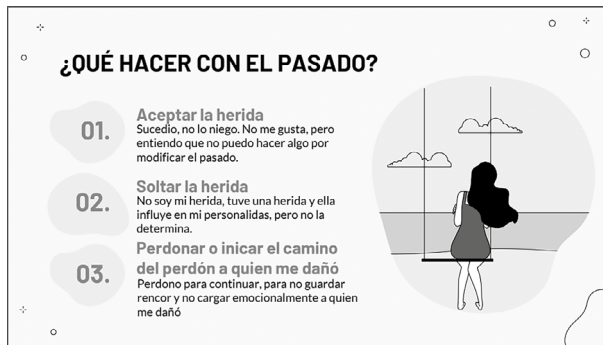 ¿QUÉ HACER CON EL PASADO?
01.
Aceptar la herida
Sucedio, no lo niego. No me gusta, pero
entiendo que no puedo hacer algo por
modificar el pasado.
02.
Soltar la herida
No soy mi herida, tuve una herida y ella
influye en mi personalidas, pero no la
determina.
03.
Perdonar o inicar el camino
del perdón a quien me dañó
Perdono para continuar, para no guardar
rencor y no cargar emocionalmente a quien
me dañó